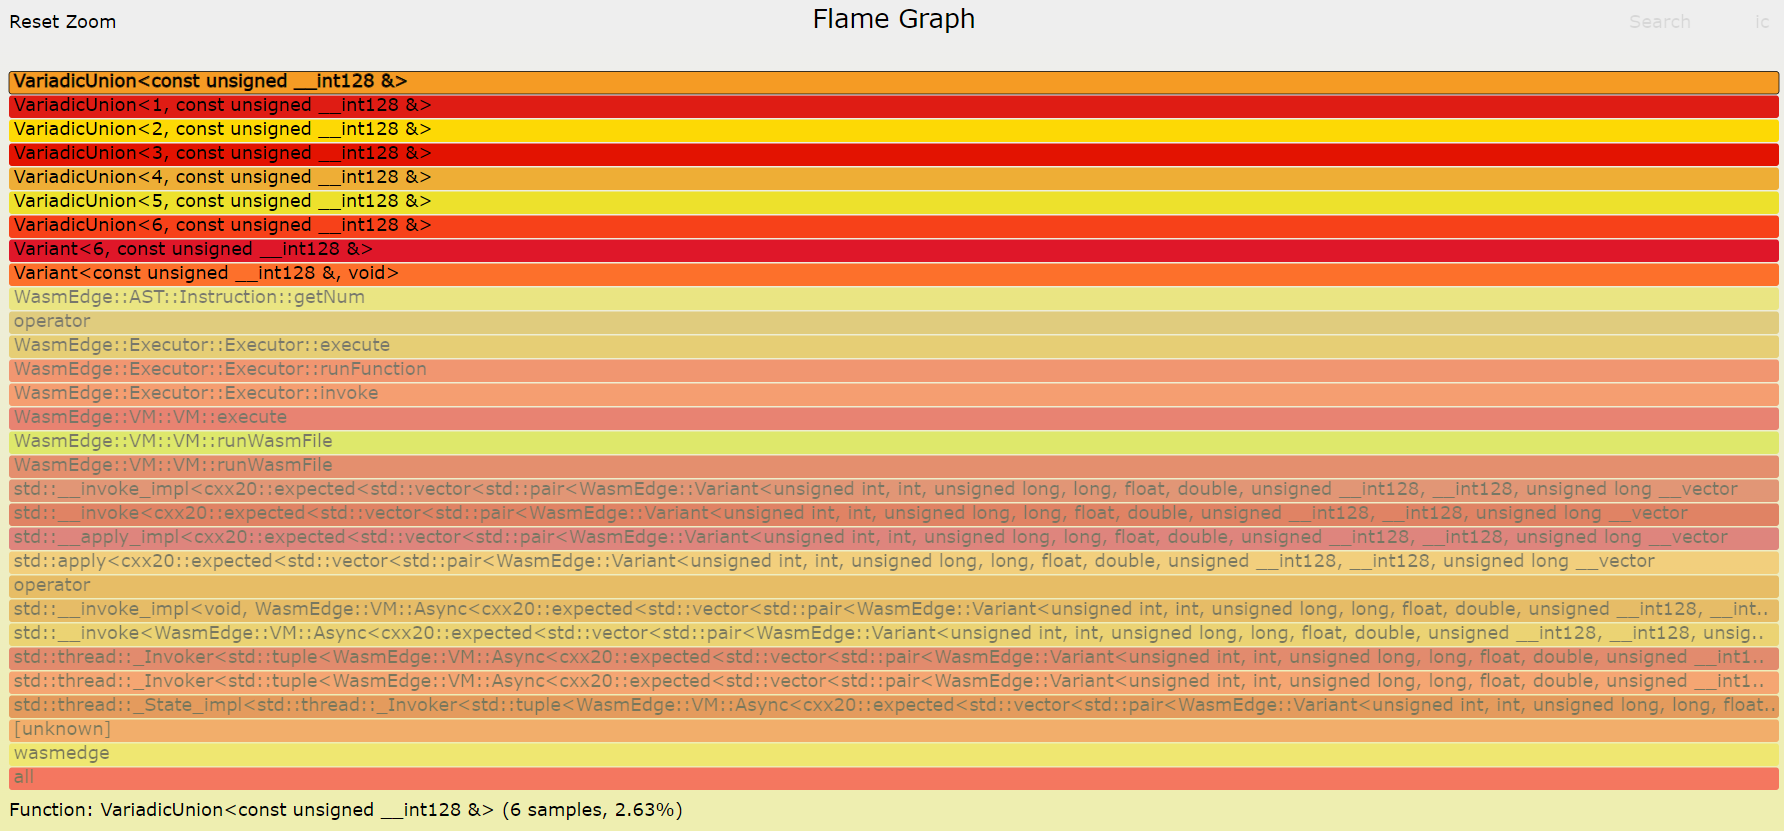 Reset Zoom
Flame Graph
Search
ic
VariadicUnion<const unsigned __int128 &>
VariadicUnion<1, const unsigned __int128 &>
VariadicUnion<2, const unsigned __int128 &>
VariadicUnion<3, const unsigned __int128 &>
VariadicUnion<4, const unsigned __int128 &>
VariadicUnion<5, const unsigned __int128 &>
VariadicUnion<6, const unsigned __int128 &>
Variant<6, const unsigned __int128 &>
Variant<const unsigned __int128 &, void>
WasmEdge::AST::Instruction::getNum
operator
WasmEdge::Executor::Executor::execute
WasmEdge::Executor::Executor::runFunction
WasmEdge::Executor::Executor::invoke
WasmEdge::VM::VM::execute
WasmEdge::VM::VM::runWasmFile
WasmEdge::VM::VM::runWasmFile
std::__invoke_impl<cxx20::expected<std::vector<std::pair<WasmEdge::Variant<unsigned int, int, unsigned long, long, float, double, unsigned __int128, __int128, unsigned long __vector
std::__invoke<cxx20::expected<std::vector<std::pair<WasmEdge::Variant<unsigned int, int, unsigned long, long, float, double, unsigned __int128, __int128, unsigned long __vector
std::__apply_impl<cxx20::expected<std::vector<std::pair<WasmEdge::Variant<unsigned int, int, unsigned long, long, float, double, unsigned __int128, __int128, unsigned long __vector
std::apply<cxx20::expected<std::vector<std::pair<WasmEdge::Variant<unsigned int, int, unsigned long, long, float, double, unsigned __int128, __int128, unsigned long __vector
operator
std::__invoke_impl<void, WasmEdge::VM::Async<cxx20::expected<std::vector<std::pair<WasmEdge::Variant<unsigned int, int, unsigned long, long, float, double, unsigned __int128, __int..
std::__invoke<WasmEdge::VM::Async<cxx20::expected<std::vector<std::pair<WasmEdge::Variant<unsigned int, int, unsigned long, long, float, double, unsigned __int128, __int128, unsig..
std::thread::_Invoker<std::tuple<WasmEdge::VM::Async<cxx20::expected<std::vector<std::pair<WasmEdge::Variant<unsigned int, int, unsigned long, long, float, double, unsigned __int1..
std::thread::_Invoker<std::tuple<WasmEdge::VM::Async<cxx20::expected<std::vector<std::pair<WasmEdge::Variant<unsigned int, int, unsigned long, long, float, double, unsigned __int1..
std::thread::_State_impl<std::thread::_Invoker<std::tuple<WasmEdge::VM::Async<cxx20::expected<std::vector<std::pair<WasmEdge::Variant<unsigned int, int, unsigned long, long, float..
[unknown]
wasmedge
all
Function: VariadicUnion<const unsigned __int128 &> (6 samples, 2.63%)